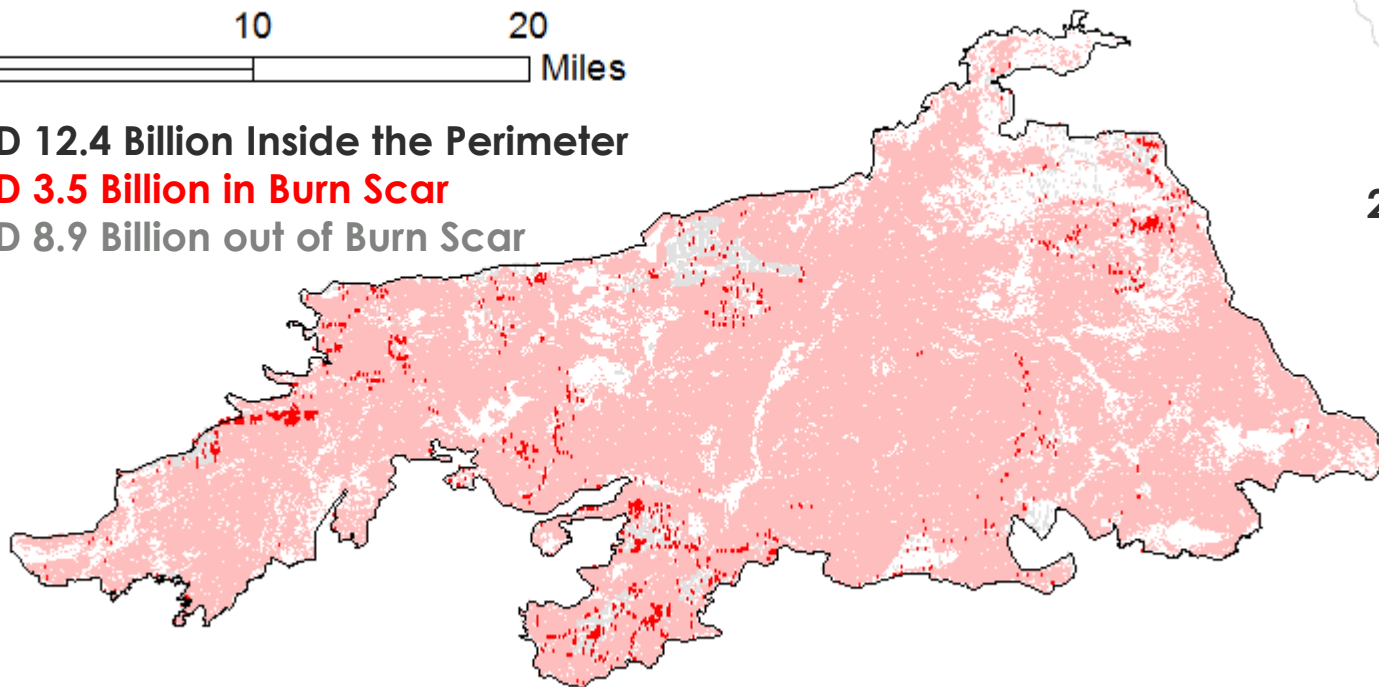 10 20
Miles
D 12.4 Billion Inside the Perimeter
D 3.5 Billion in Burn Scar
D 8.9 Billion out of Burn Scar
2